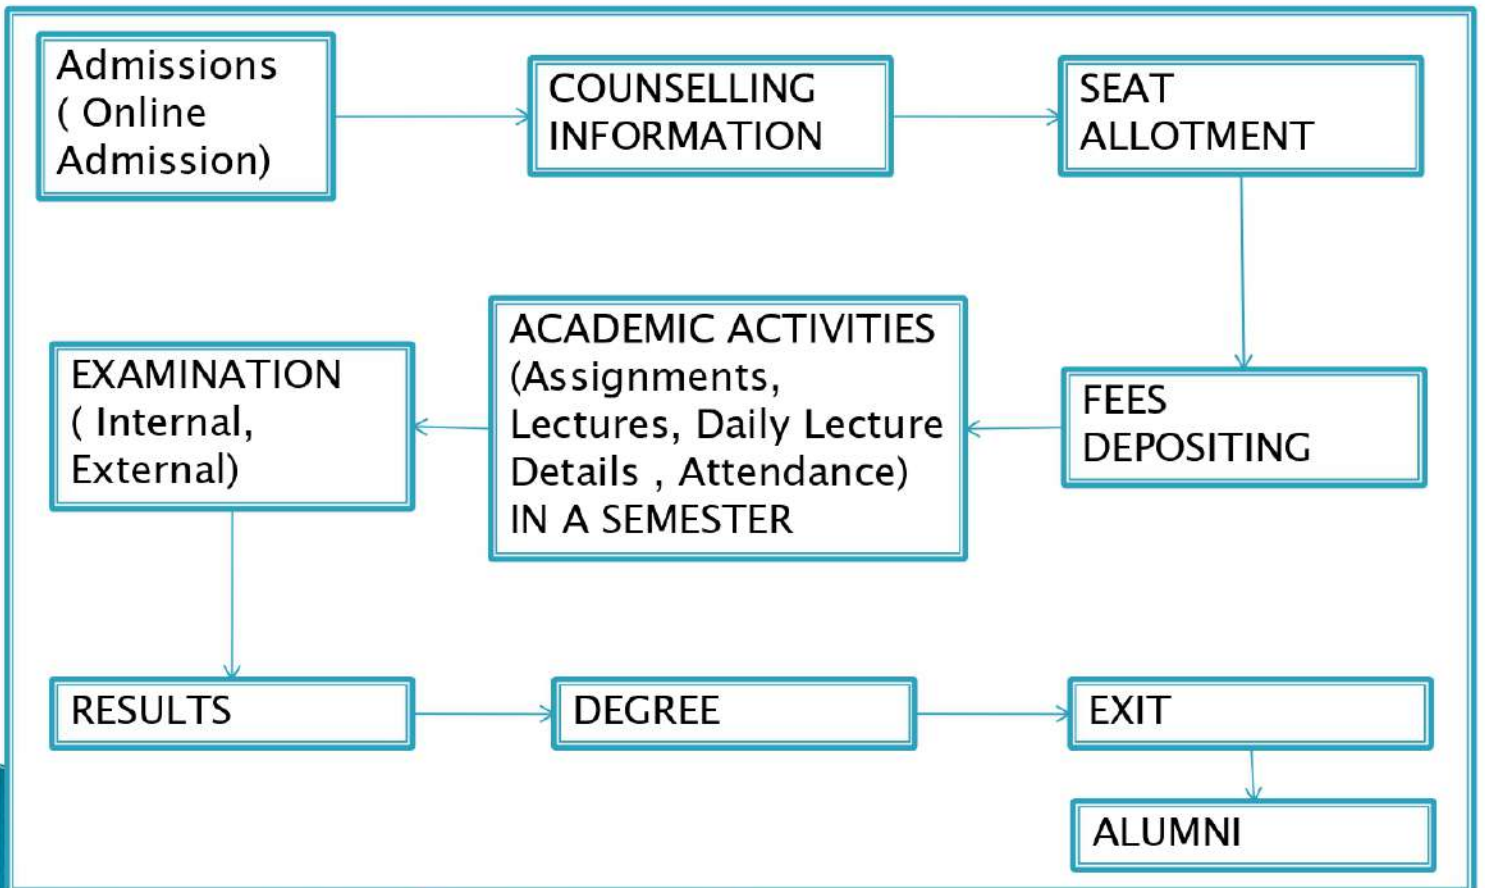 Admissions
( Online
Admission)
COUNSELLING
INFORMATION
SEAT
ALLOTMENT
FEES
DEPOSITING
ACADEMIC ACTIVITIES
(Assignments,
Lectures, Daily Lecture
Details , Attendance)
IN A SEMESTER
EXAMINATION
( Internal,
External)
RESULTS
DEGREE
EXIT
ALUMNI